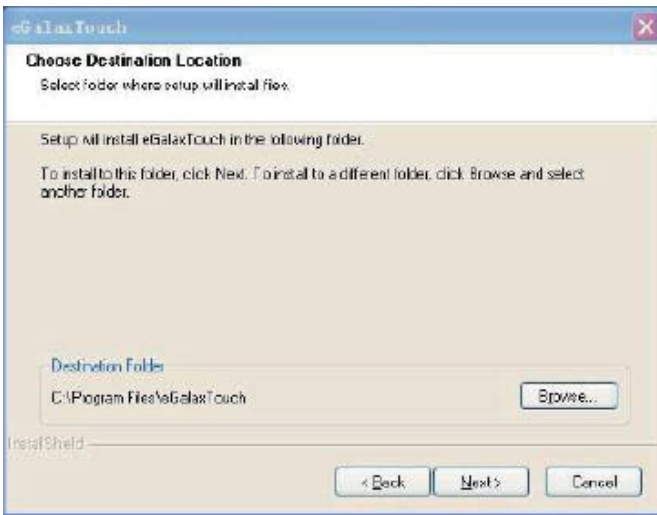 eGalaxTouch
Choose Destination Location
Select folder where setup will install files.
Setup will install eGalaxTouch in the following folder.
To install to this folder, click Next. To install to a different folder, click Browse and select
another folder.
Destination Folder
C:\Program Files\eGalaxTouch
Browse...
InstallShield
< Back
Next >
Cancel